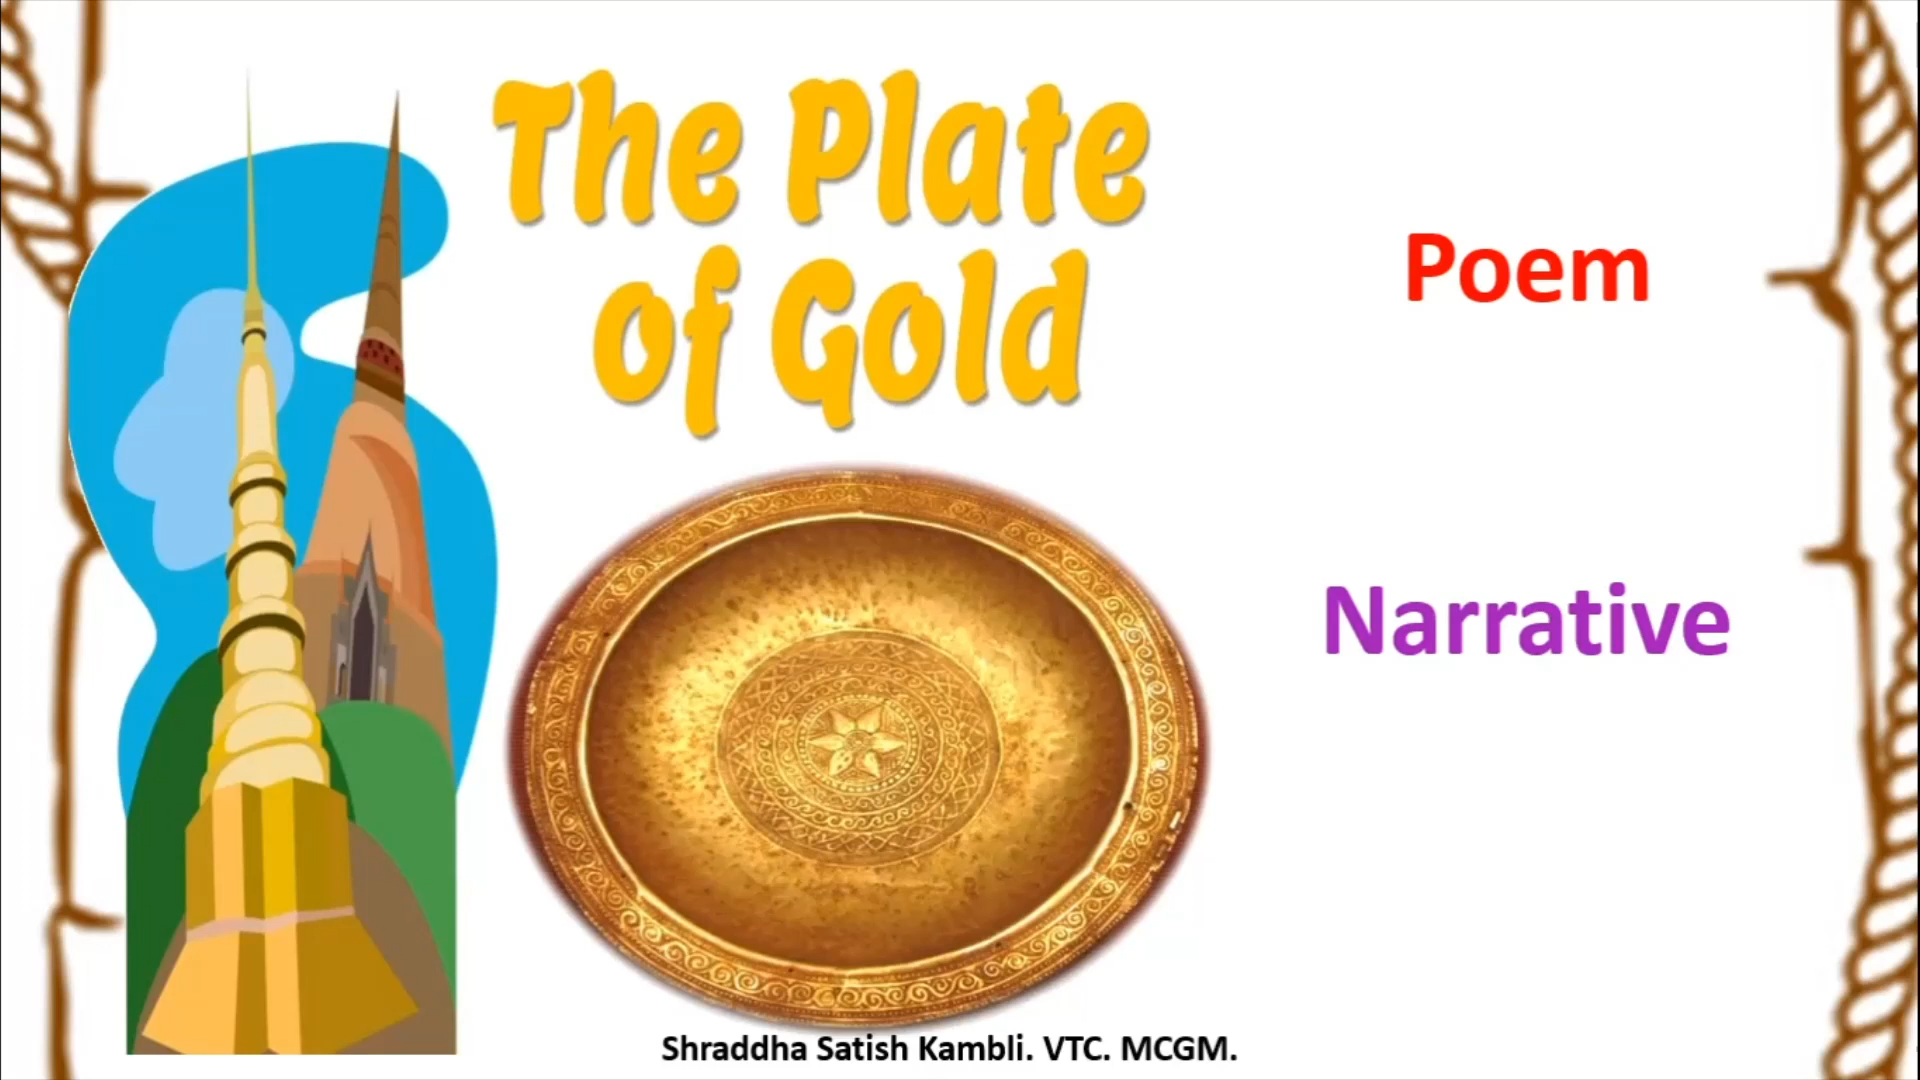 The Plate
of Gold
Poem
Narrative
Shraddha Satish Kambli. VTC. MCGM.